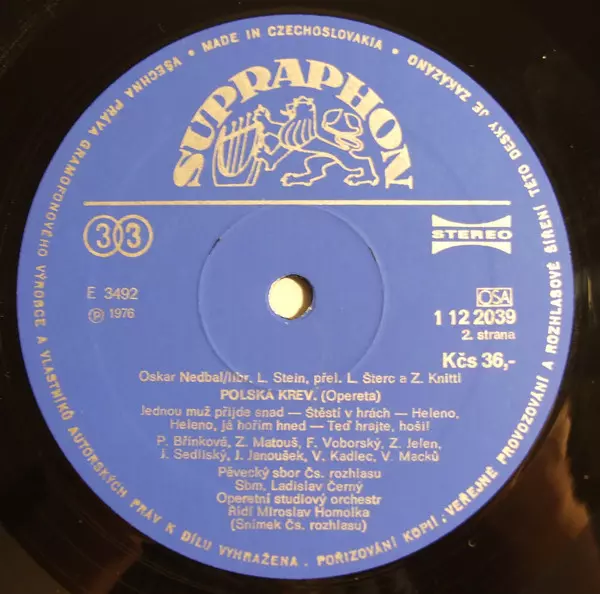 VŠECHNA PRÁVA GRAMOFONOVÉHO VÝROBCE A VLASTNÍKŮ AUTORSKÝCH PRÁV K DÍLU VYHRAŽENA · POŘIZOVÁNÍ KOPIÍ, VEŘEJNÉ PROVOZOVÁNÍ A ROZHLASOVÉ ŠÍŘENÍ TÉTO DESKY JE ZAKÁZÁNO
• MADE IN CZECHOSLOVAKIA •
SUPRAPHON
33
STEREO
E 3492
Ⓟ 1976
OSA
1 12 2039
2. strana
Kčs 36,-
Oskar Nedbal/libr. L. Stein, přel. L. Šterc a Z. Knittl
POLSKÁ KREV. (Opereta)
Jednou muž přijde snad — Štěstí v hrách — Heleno,
Heleno, já hořím hned — Teď hrajte, hoši!
P. Břínková, Z. Matouš, F. Voborský, Z. Jelen,
J. Sedliský, J. Janoušek, V. Kadlec, V. Macků
Pěvecký sbor Čs. rozhlasu
Sbm. Ladislav Černý
Operetní studiový orchestr
Řídí Miroslav Homolka
(Snímek Čs. rozhlasu)